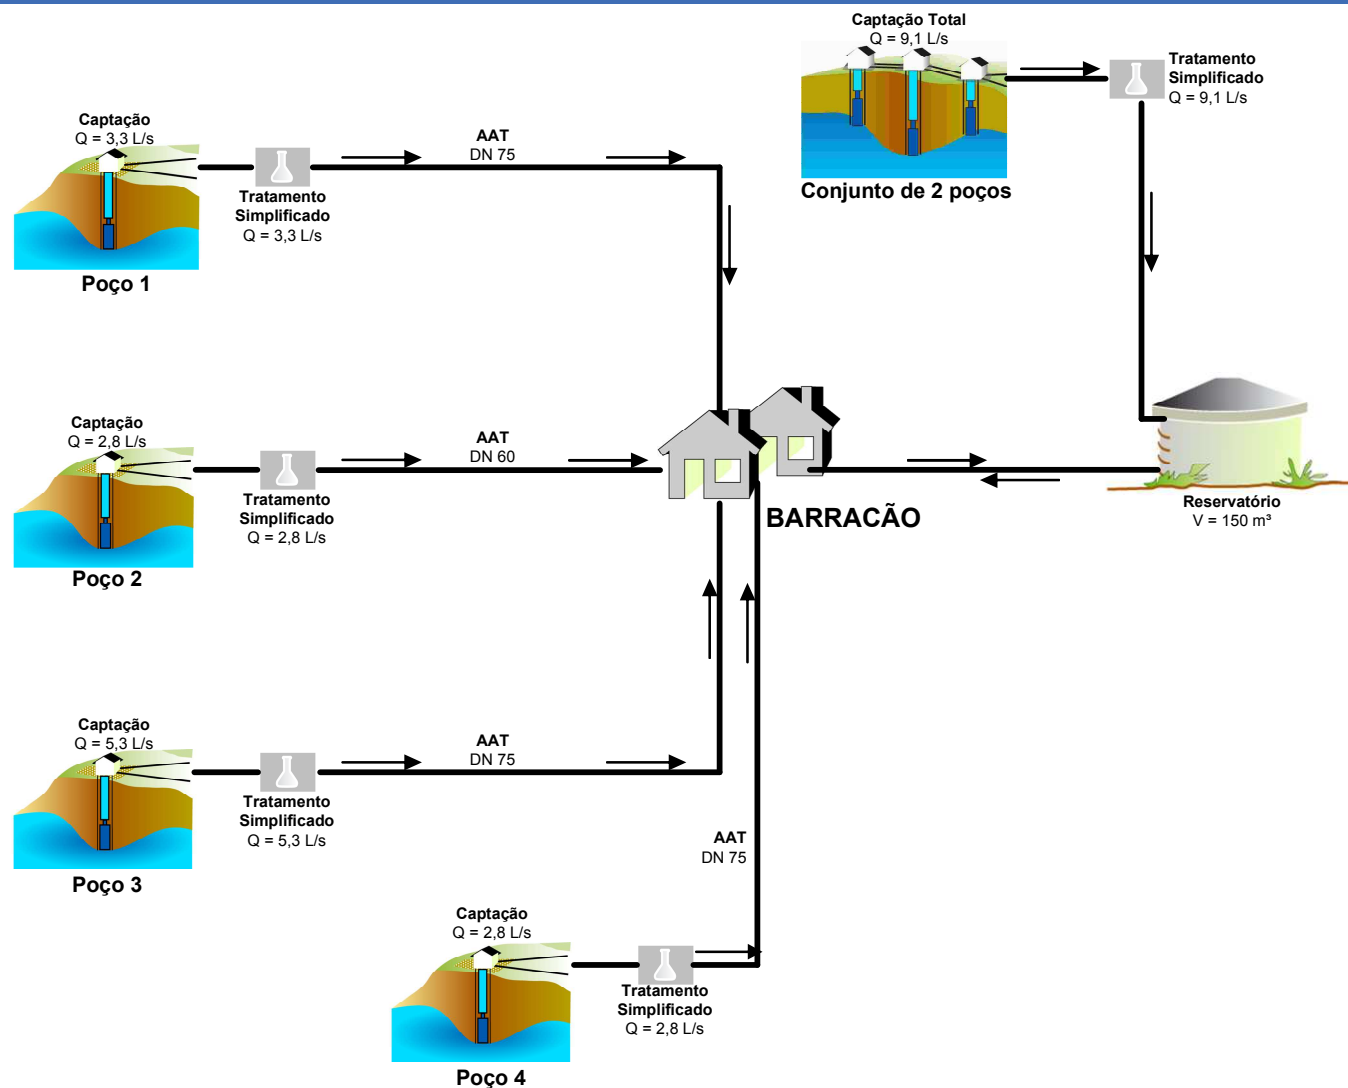 Captação Total
Q = 9,1 L/s
Tratamento
Simplificado
Q = 9,1 L/s
Conjunto de 2 poços
Captação
Q = 3,3 L/s
AAT
DN 75
Tratamento
Simplificado
Q = 3,3 L/s
Poço 1
Captação
Q = 2,8 L/s
AAT
DN 60
Tratamento
Simplificado
Q = 2,8 L/s
Poço 2
BARRACÃO
Reservatório
V = 150 m³
Captação
Q = 5,3 L/s
AAT
DN 75
Tratamento
Simplificado
Q = 5,3 L/s
Poço 3
AAT
DN 75
Captação
Q = 2,8 L/s
Tratamento
Simplificado
Q = 2,8 L/s
Poço 4